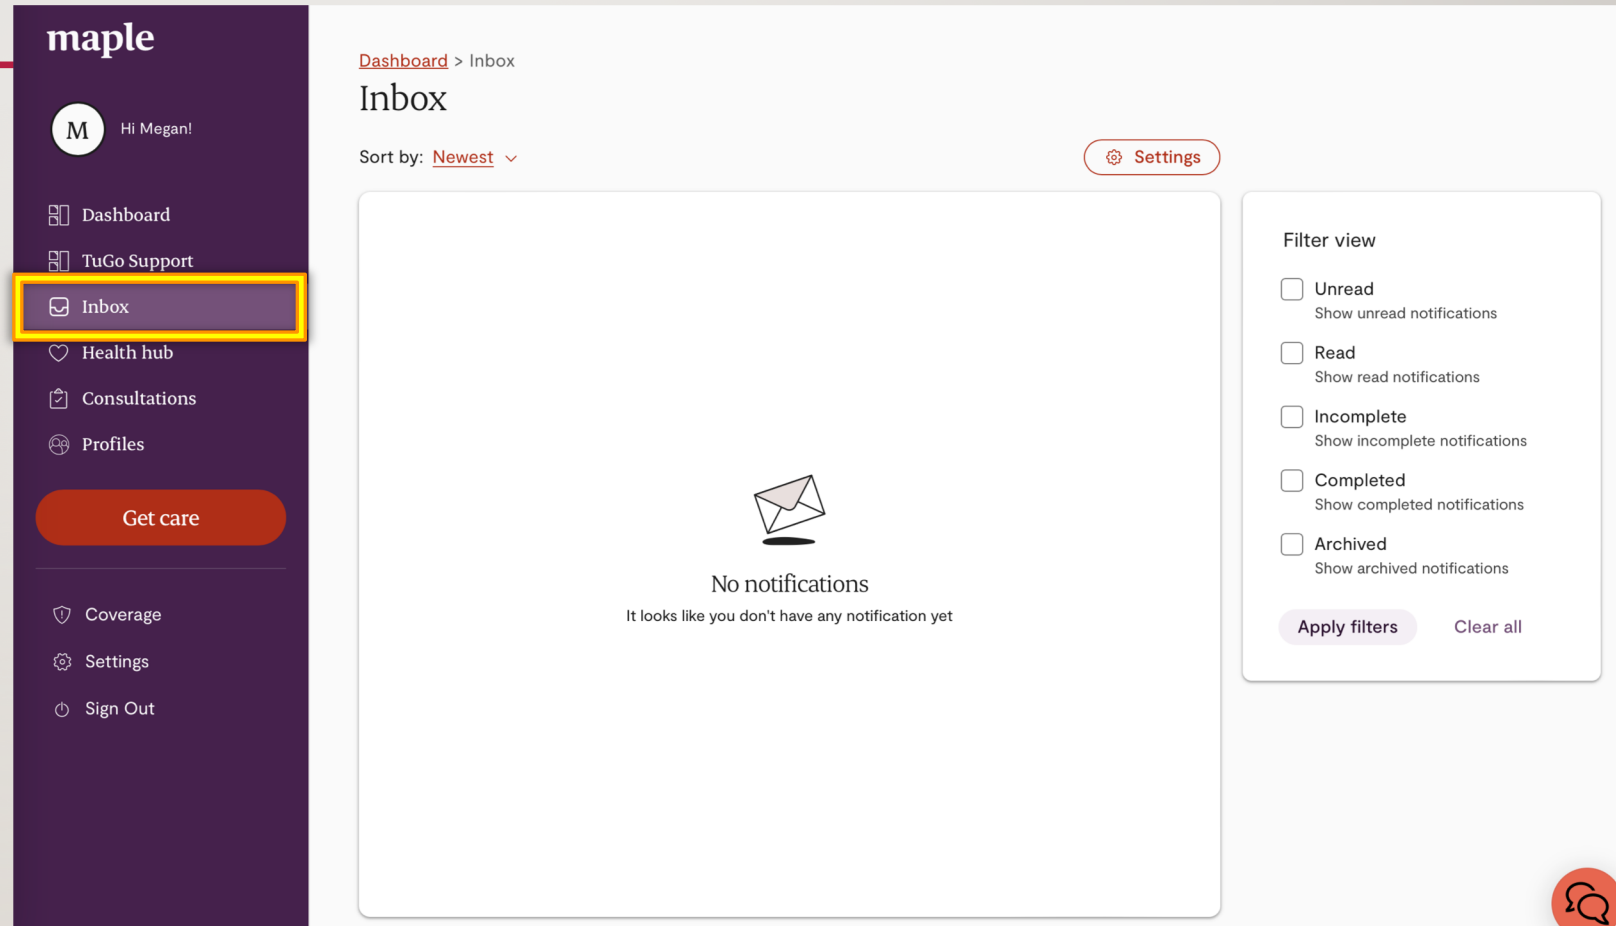 maple
M
Hi Megan!
Dashboard
TuGo Support
Inbox
Health hub
Consultations
Profiles
Get care
Coverage
Settings
Sign Out
Dashboard > Inbox
Inbox
Sort by: Newest
Settings
No notifications
It looks like you don't have any notification yet
Filter view
Unread
Show unread notifications
Read
Show read notifications
Incomplete
Show incomplete notifications
Completed
Show completed notifications
Archived
Show archived notifications
Apply filters
Clear all